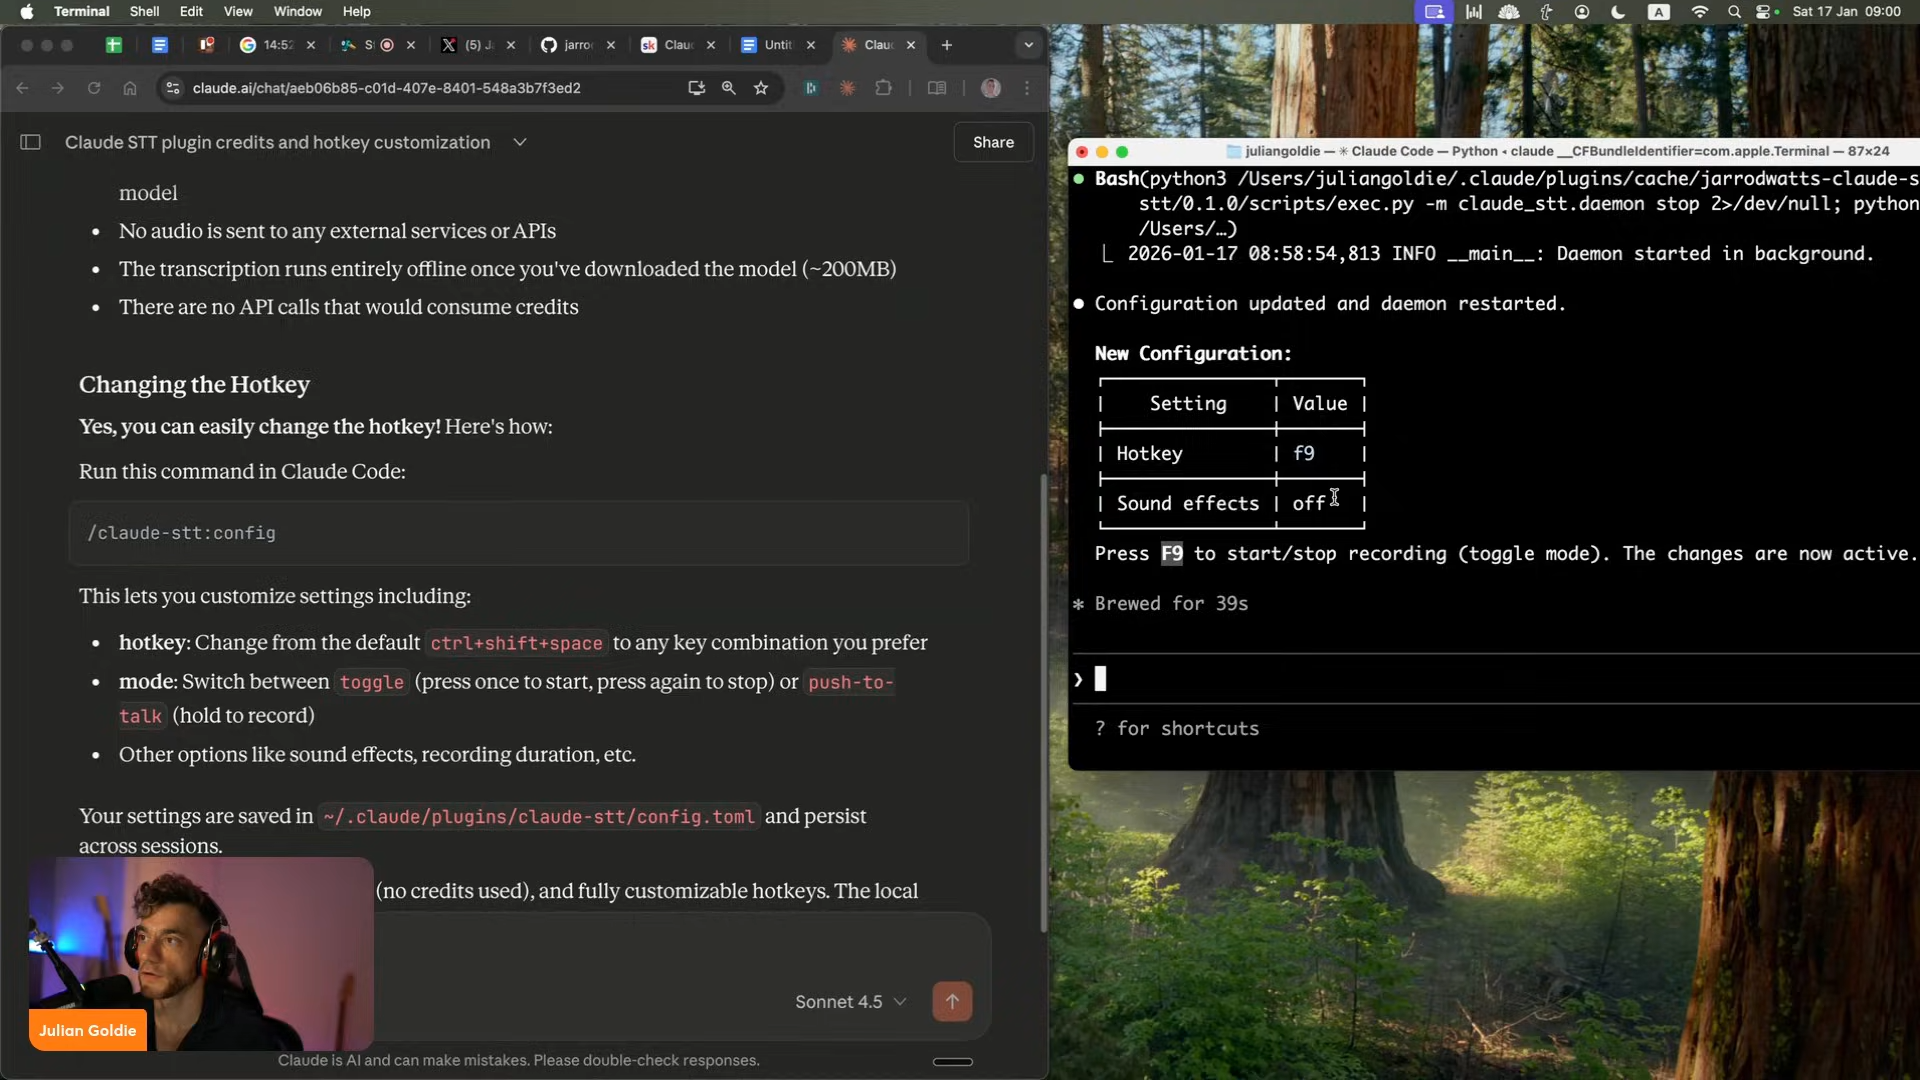 Terminal Shell Edit View Window Help
A Sat 17 Jan 09:00
14:52
(5) J
jarro
Clau
Unti
Clau
claude.ai/chat/aeb06b85-c01d-407e-8401-548a3b7f3ed2
Claude STT plugin credits and hotkey customization
Share
model
• No audio is sent to any external services or APIs
• The transcription runs entirely offline once you've downloaded the model (~200MB)
• There are no API calls that would consume credits
Changing the Hotkey
Yes, you can easily change the hotkey! Here's how:
Run this command in Claude Code:
/claude-stt:config
This lets you customize settings including:
• hotkey: Change from the default ctrl+shift+space to any key combination you prefer
• mode: Switch between toggle (press once to start, press again to stop) or push-to-
talk (hold to record)
• Other options like sound effects, recording duration, etc.
Your settings are saved in ~/.claude/plugins/claude-stt/config.toml and persist
across sessions.
(no credits used), and fully customizable hotkeys. The local
Sonnet 4.5
Claude is AI and can make mistakes. Please double-check responses.
Julian Goldie
juliangoldie — ✳ Claude Code — Python ◂ claude __CFBundleIdentifier=com.apple.Terminal — 87×24
Bash(python3 /Users/juliangoldie/.claude/plugins/cache/jarrodwatts-claude-s
stt/0.1.0/scripts/exec.py -m claude_stt.daemon stop 2>/dev/null; python
/Users/…)
2026-01-17 08:58:54,813 INFO __main__: Daemon started in background.
Configuration updated and daemon restarted.
New Configuration:
Setting Value
Hotkey f9
Sound effects off
Press F9 to start/stop recording (toggle mode). The changes are now active.
✻ Brewed for 39s
❯
? for shortcuts